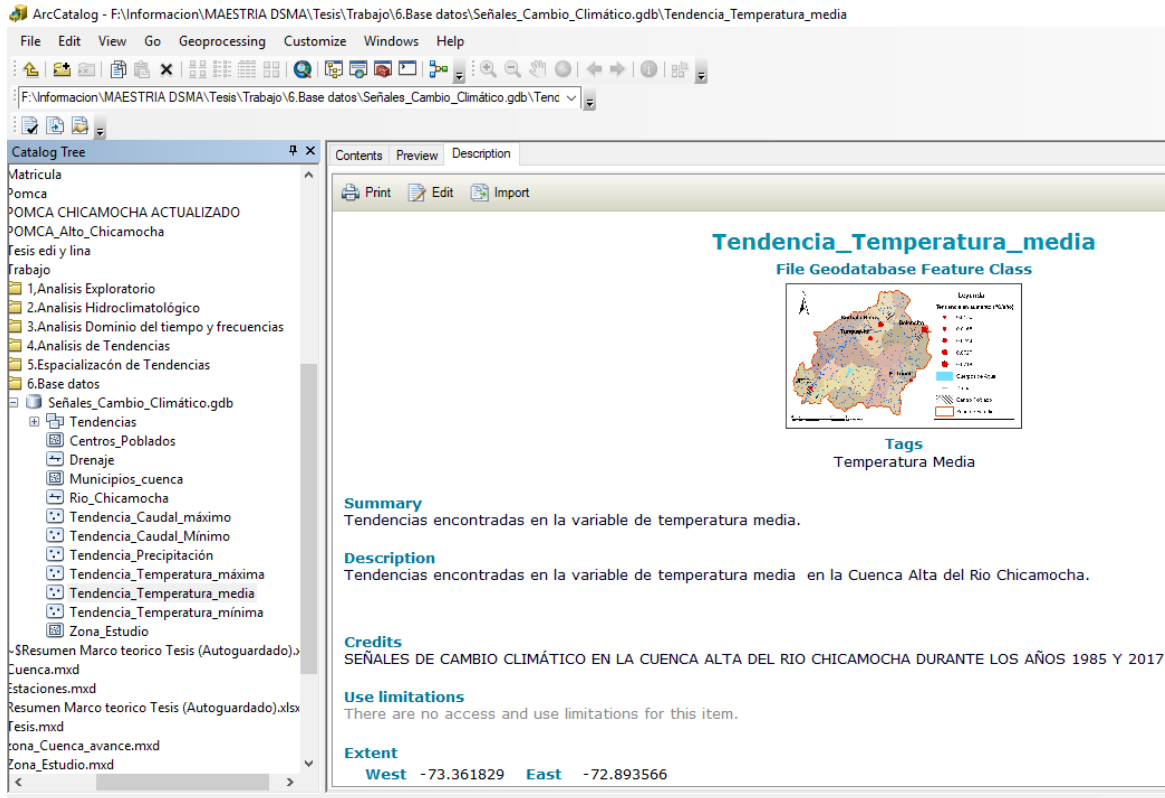 ArcCatalog - F:\Informacion\MAESTRIA DSMA\Tesis\Trabajo\6.Base datos\Señales_Cambio_Climático.gdb\Tendencia_Temperatura_media
File Edit View Go Geoprocessing Customize Windows Help
F:\Informacion\MAESTRIA DSMA\Tesis\Trabajo\6.Base datos\Señales_Cambio_Climático.gdb\Tend
Catalog Tree
Matricula
Pomca
POMCA CHICAMOCHA ACTUALIZADO
POMCA_Alto_Chicamocha
Tesis edi y lina
Trabajo
1,Analisis Exploratorio
2.Analisis Hidroclimatológico
3.Analisis Dominio del tiempo y frecuencias
4.Analisis de Tendencias
5.Espacializacón de Tendencias
6.Base datos
Señales_Cambio_Climático.gdb
Tendencias
Centros_Poblados
Drenaje
Municipios_cuenca
Rio_Chicamocha
Tendencia_Caudal_máximo
Tendencia_Caudal_Mínimo
Tendencia_Precipitación
Tendencia_Temperatura_máxima
Tendencia_Temperatura_media
Tendencia_Temperatura_mínima
Zona_Estudio
~$Resumen Marco teorico Tesis (Autoguardado).x
Cuenca.mxd
Estaciones.mxd
Resumen Marco teorico Tesis (Autoguardado).xlsx
Tesis.mxd
zona_Cuenca_avance.mxd
Zona_Estudio.mxd
Contents Preview Description
Print Edit Import
Tendencia_Temperatura_media
File Geodatabase Feature Class
Leyenda
Tags
Temperatura Media
Summary
Tendencias encontradas en la variable de temperatura media.
Description
Tendencias encontradas en la variable de temperatura media en la Cuenca Alta del Rio Chicamocha.
Credits
SEÑALES DE CAMBIO CLIMÁTICO EN LA CUENCA ALTA DEL RIO CHICAMOCHA DURANTE LOS AÑOS 1985 Y 2017
Use limitations
There are no access and use limitations for this item.
Extent
West -73.361829 East -72.893566